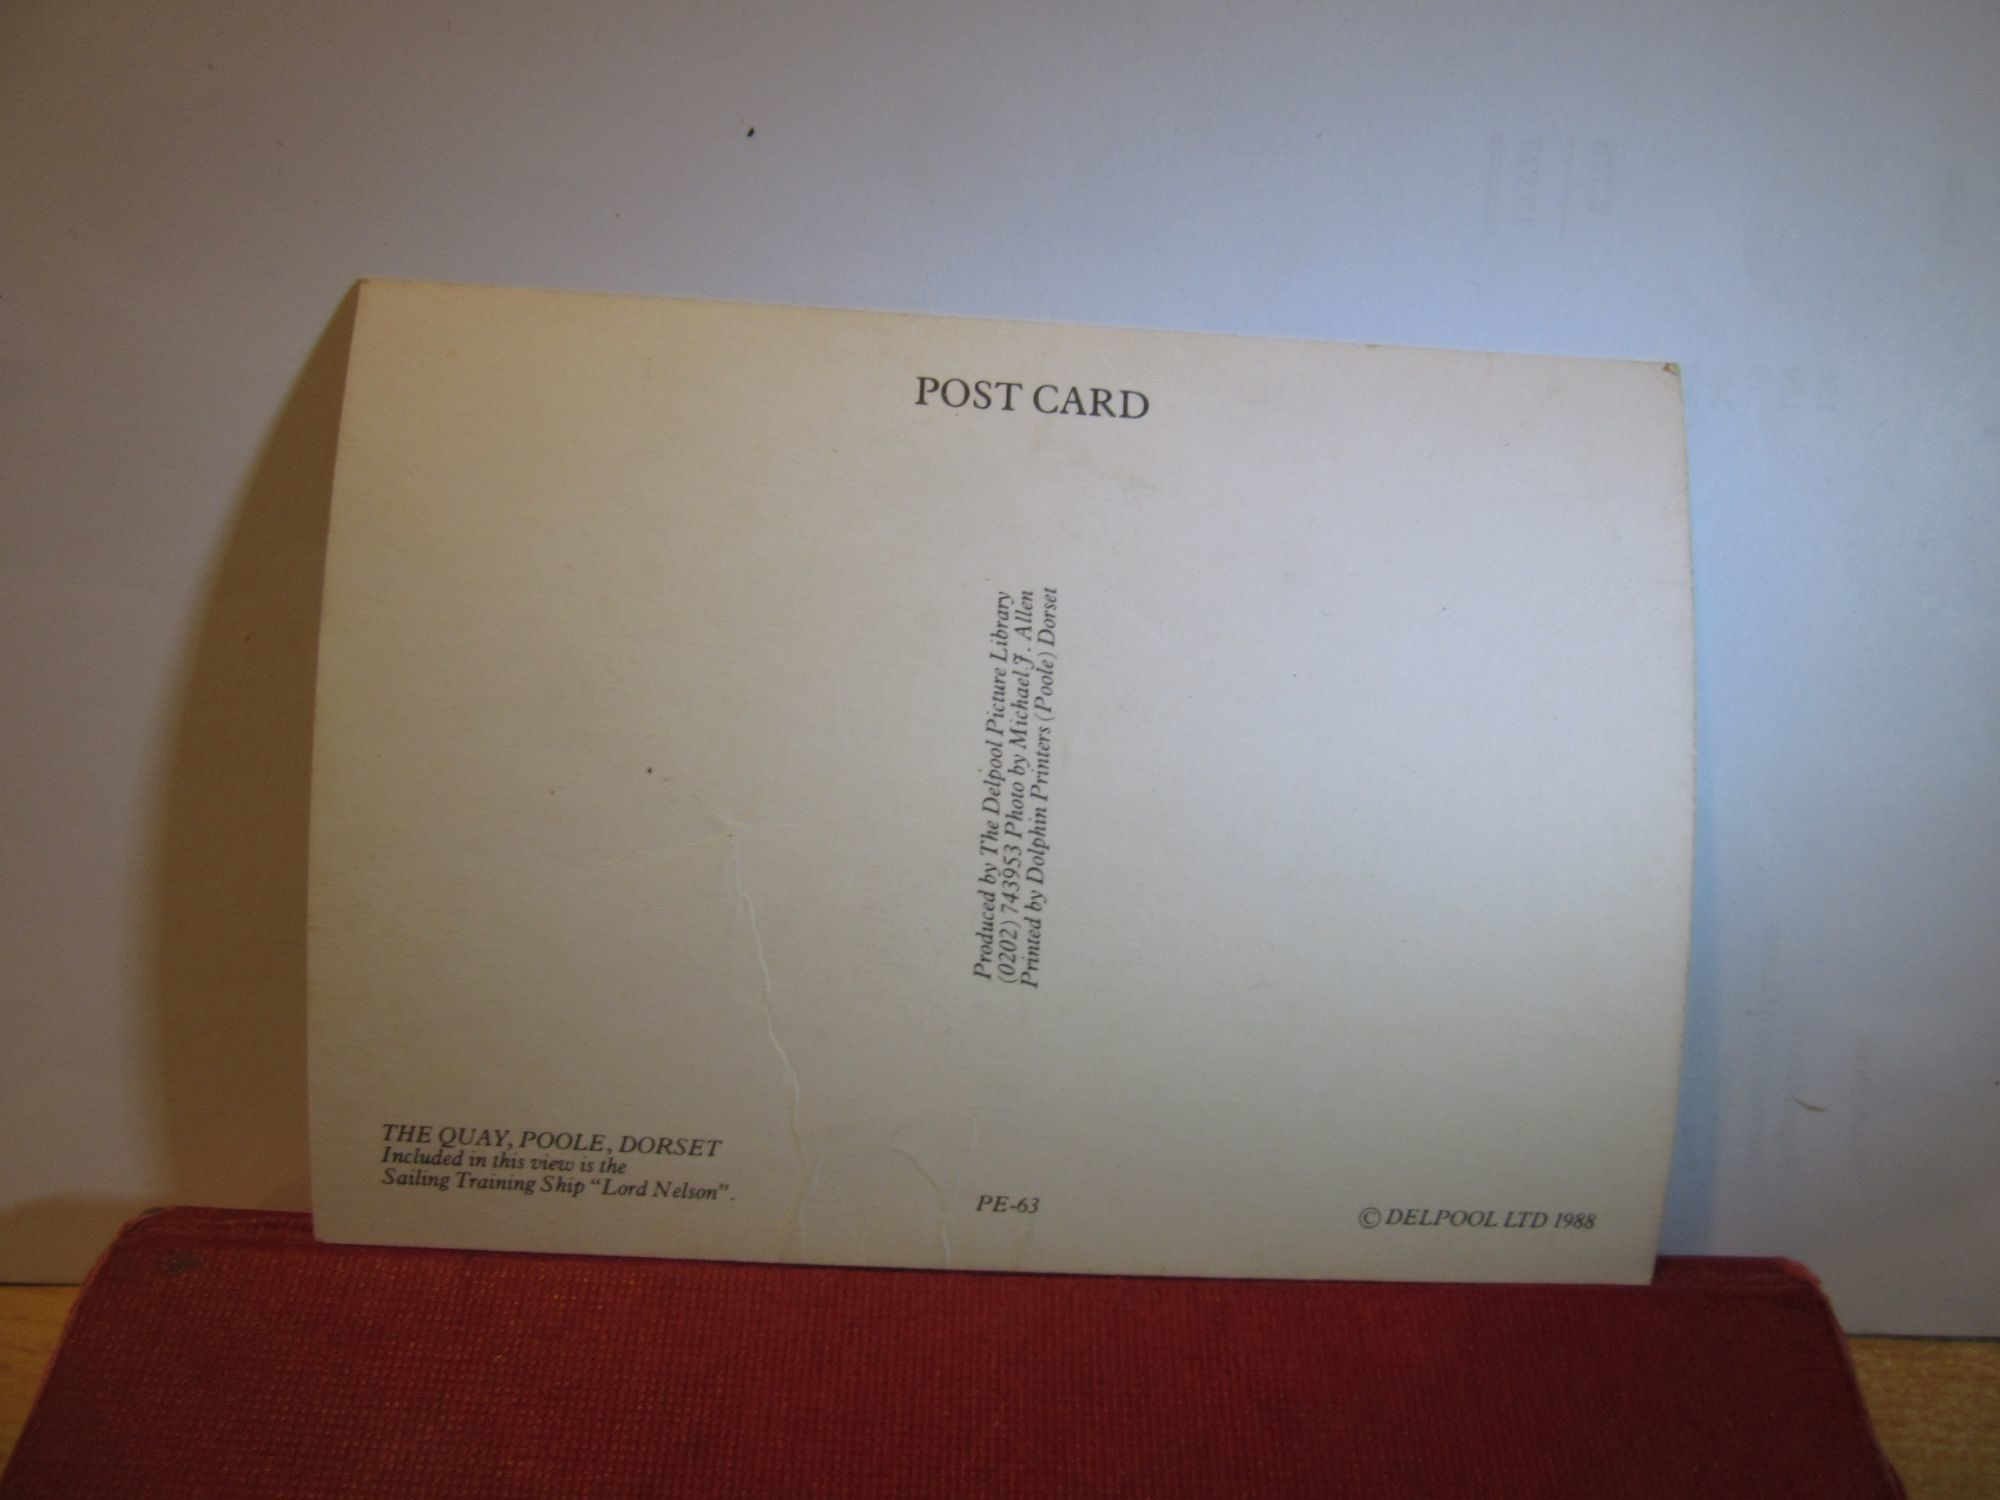 POST CARD
Produced by The Delpool Picture Library
(0202) 743953 Photo by Michael J. Allen
Printed by Dolphin Printers (Poole) Dorset
THE QUAY, POOLE, DORSET
Included in this view is the
Sailing Training Ship “Lord Nelson”.
PE-63
© DELPOOL LTD 1988